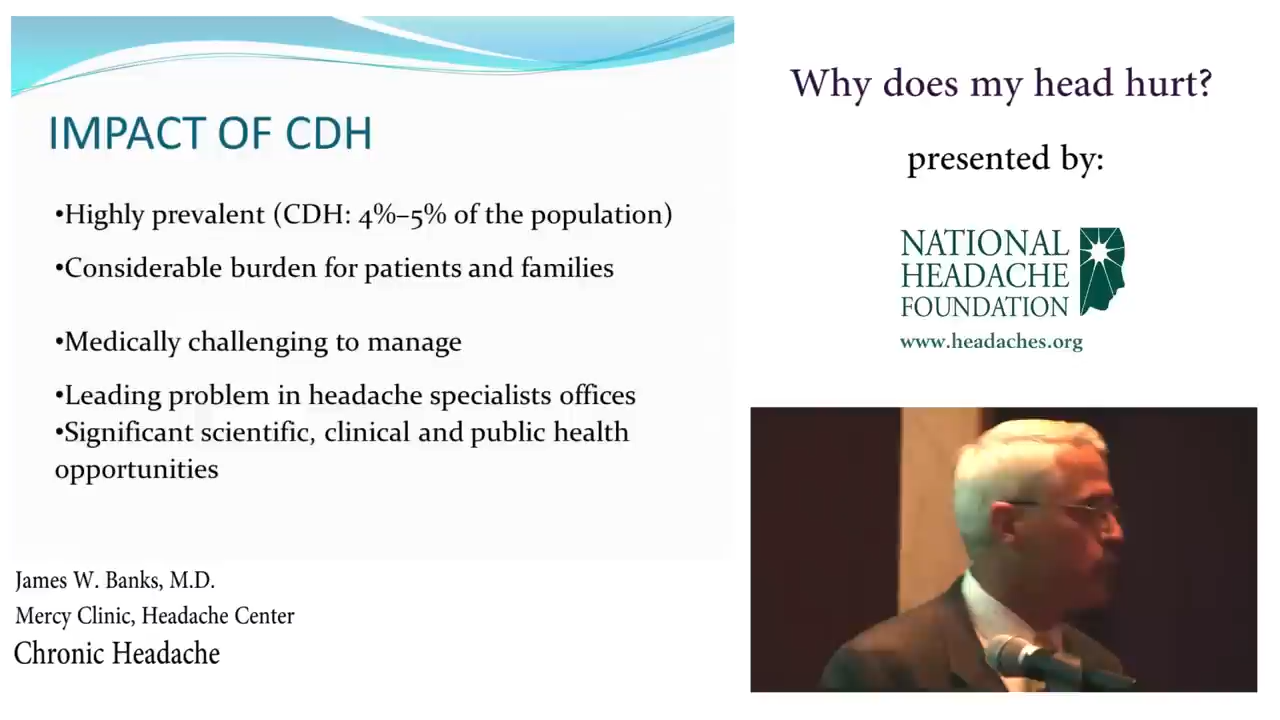 IMPACT OF CDH
•Highly prevalent (CDH: 4%–5% of the population)
•Considerable burden for patients and families
•Medically challenging to manage
•Leading problem in headache specialists offices
•Significant scientific, clinical and public health
opportunities
James W. Banks, M.D.
Mercy Clinic, Headache Center
Chronic Headache
Why does my head hurt?
presented by:
NATIONAL
HEADACHE
FOUNDATION
www.headaches.org